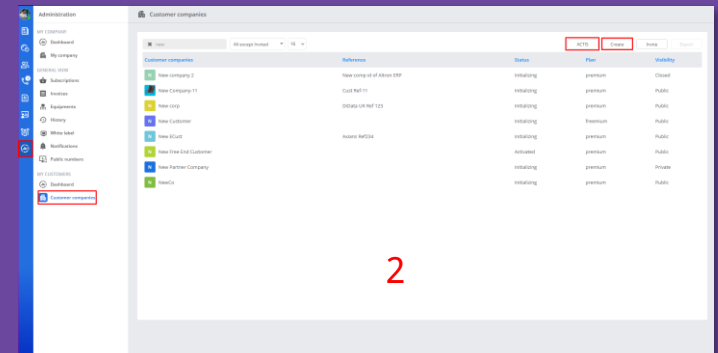 Administration
Customer companies
MY COMPANY
Dashboard
My company
GENERAL VIEW
Subscriptions
Invoices
Equipments
History
White label
Notifications
Public numbers
MY CUSTOMERS
Dashboard
Customer companies
All except Invited
Create
Invite
Customer companies Reference Status Plan Visibility
New company 2 New comp id of Altron ERP Initializing premium Closed
New Company-11 Cust Ref-11 Initializing premium Public
New corp Initializing premium Public
New Customer Initializing freemium Public
New ECust Initializing premium Public
New Tree End Customer Activated premium Public
New Partner Company Initializing premium Private
NewCo Initializing premium Public
2